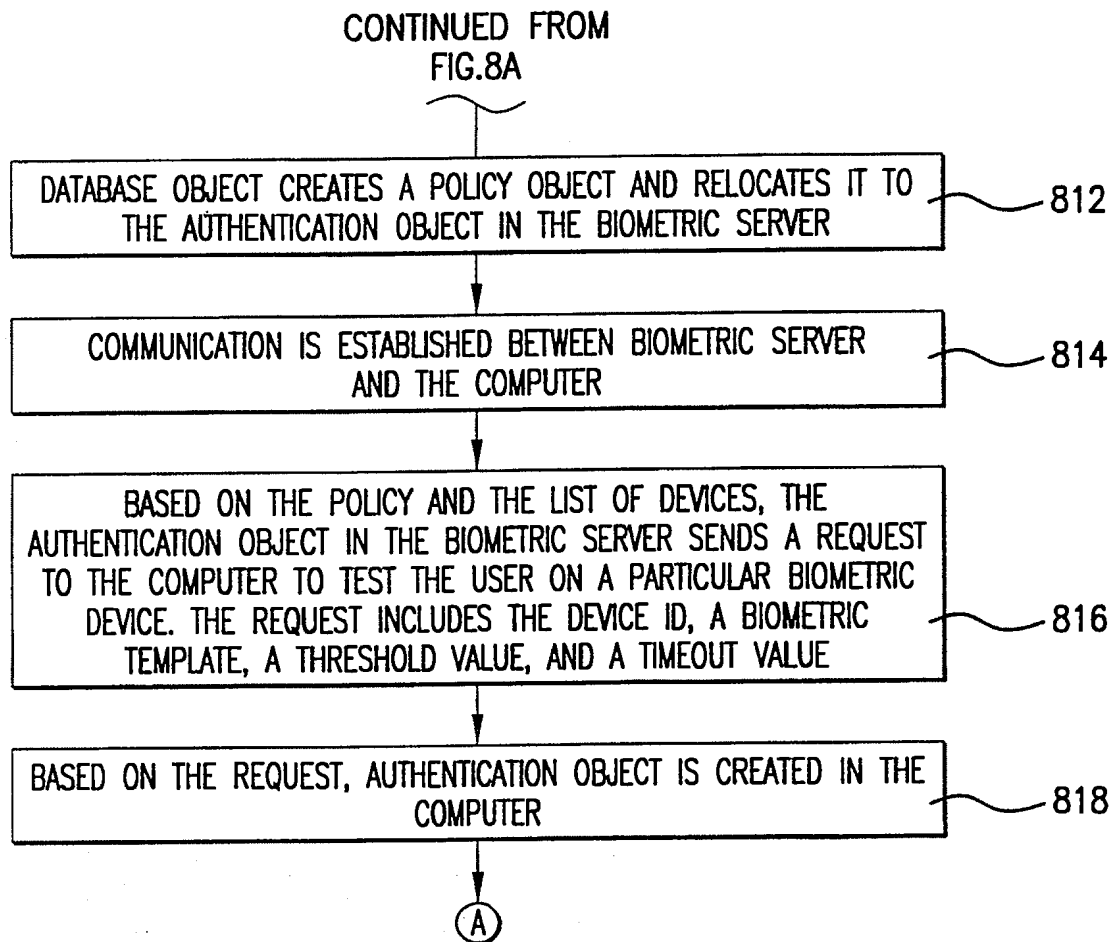 CONTINUED FROM
FIG.8A
DATABASE OBJECT CREATES A POLICY OBJECT AND RELOCATES IT TO
THE AUTHENTICATION OBJECT IN THE BIOMETRIC SERVER
812
COMMUNICATION IS ESTABLISHED BETWEEN BIOMETRIC SERVER
AND THE COMPUTER
814
BASED ON THE POLICY AND THE LIST OF DEVICES, THE
AUTHENTICATION OBJECT IN THE BIOMETRIC SERVER SENDS A REQUEST
TO THE COMPUTER TO TEST THE USER ON A PARTICULAR BIOMETRIC
DEVICE. THE REQUEST INCLUDES THE DEVICE ID, A BIOMETRIC
TEMPLATE, A THRESHOLD VALUE, AND A TIMEOUT VALUE
816
BASED ON THE REQUEST, AUTHENTICATION OBJECT IS CREATED IN THE
COMPUTER
818
A